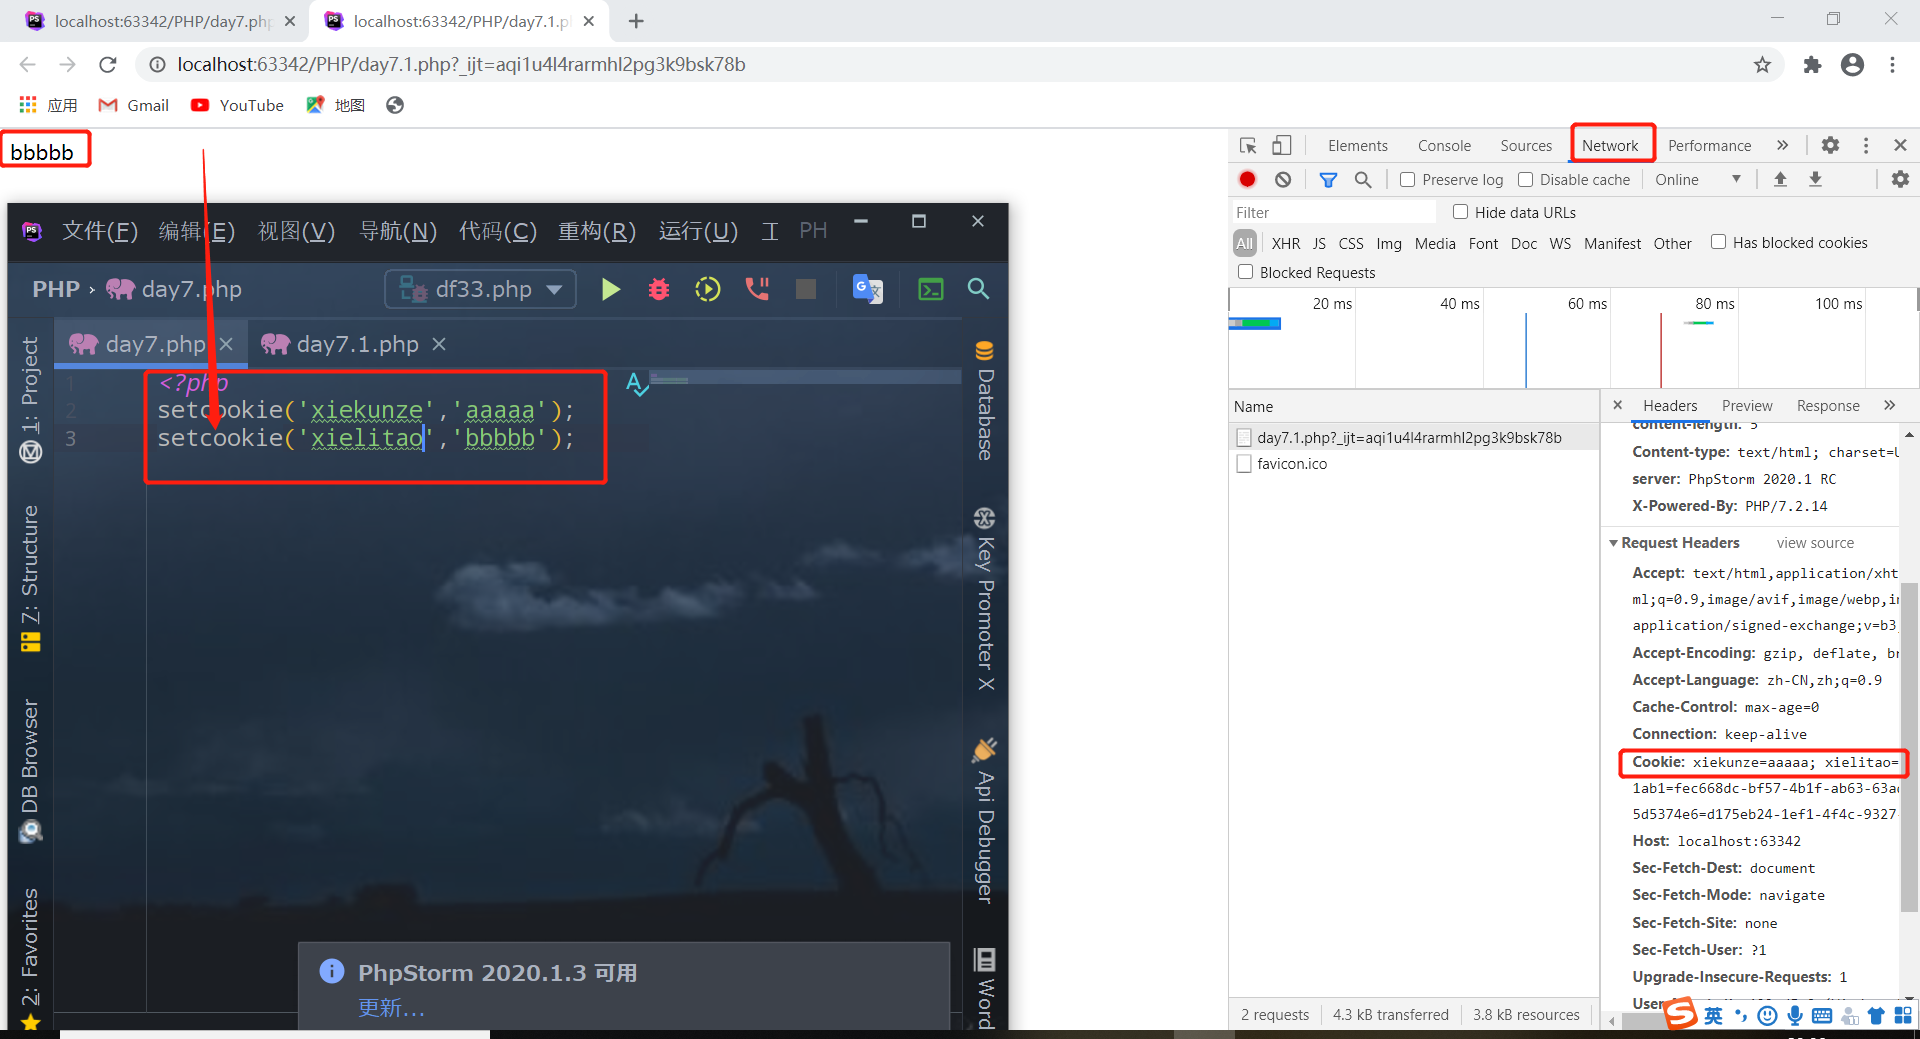 localhost:63342/PHP/day7.php
localhost:63342/PHP/day7.1.p
localhost:63342/PHP/day7.1.php?_ijt=aqi1u4l4rarmhl2pg3k9bsk78b
应用 Gmail YouTube 地图
bbbbb
PS 文件(F) 编辑(E) 视图(V) 导航(N) 代码(C) 重构(R) 运行(U) 工 PH
PHP › day7.php df33.php
day7.php day7.1.php
1 <?php
2 setcookie('xiekunze','aaaaa');
3 setcookie('xielitao','bbbbb');
1: Project
7: Structure
DB Browser
2: Favorites
Database
Key Promoter X
Api Debugger
Word
PhpStorm 2020.1.3 可用
更新...
Elements Console Sources Network Performance »
Preserve log Disable cache Online
Filter Hide data URLs
All XHR JS CSS Img Media Font Doc WS Manifest Other Has blocked cookies
Blocked Requests
20 ms 40 ms 60 ms 80 ms 100 ms
Name
day7.1.php?_ijt=aqi1u4l4rarmhl2pg3k9bsk78b
favicon.ico
2 requests 4.3 kB transferred 3.8 kB resources
Headers Preview Response »
content-length: 5
Content-type: text/html; charset=U
server: PhpStorm 2020.1 RC
X-Powered-By: PHP/7.2.14
Request Headers view source
Accept: text/html,application/xht
ml;q=0.9,image/avif,image/webp,im
application/signed-exchange;v=b3
Accept-Encoding: gzip, deflate, br
Accept-Language: zh-CN,zh;q=0.9
Cache-Control: max-age=0
Connection: keep-alive
Cookie: xiekunze=aaaaa; xielitao=
1ab1=fec668dc-bf57-4b1f-ab63-63a
5d5374e6=d175eb24-1ef1-4f4c-9327
Host: localhost:63342
Sec-Fetch-Dest: document
Sec-Fetch-Mode: navigate
Sec-Fetch-Site: none
Sec-Fetch-User: ?1
Upgrade-Insecure-Requests: 1
英